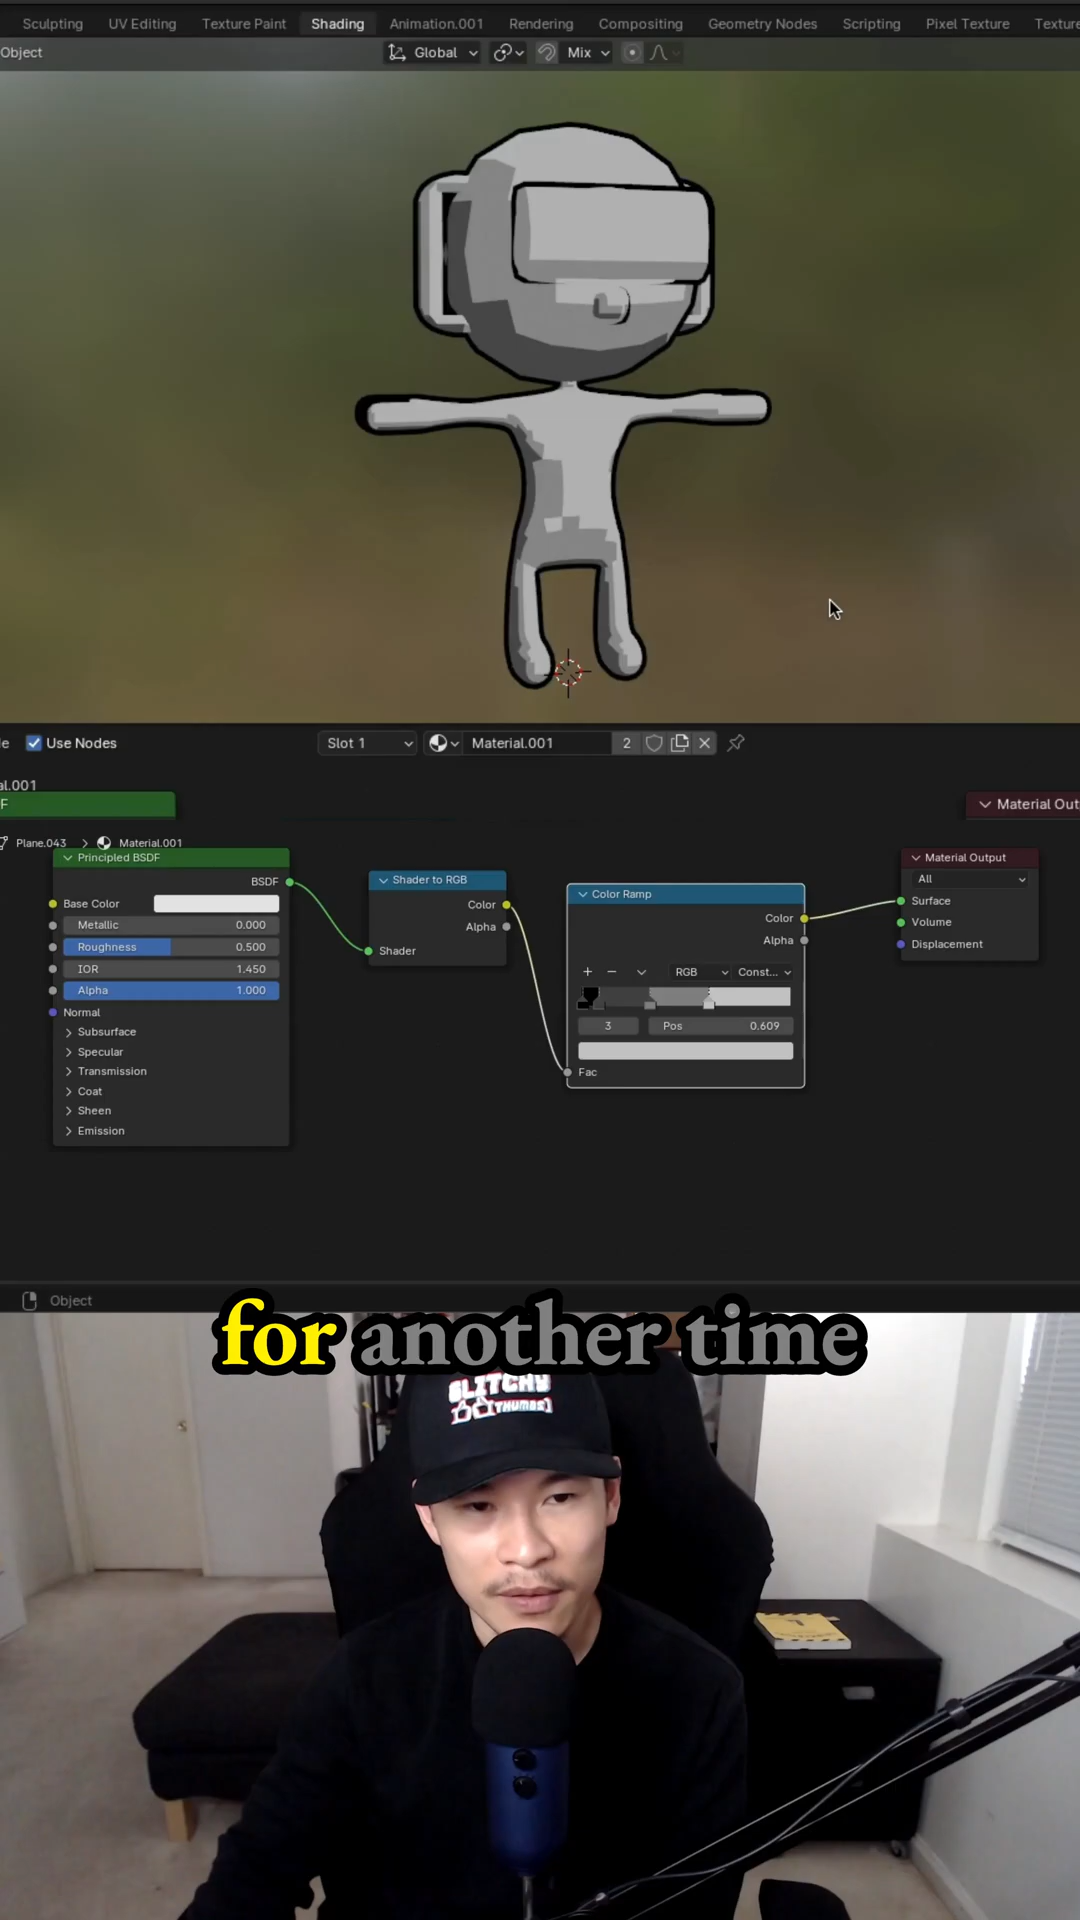 Sculpting UV Editing Texture Paint Shading Animation.001 Rendering Compositing Geometry Nodes Scripting Pixel Texture Texture
Object Global Mix
Use Nodes Slot 1 Material.001 2
al.001
F Material Out
Plane.043 > Material.001
Principled BSDF
BSDF
Base Color
Metallic 0.000
Roughness 0.500
IOR 1.450
Alpha 1.000
Normal
Subsurface
Specular
Transmission
Coat
Sheen
Emission
Shader to RGB
Color
Alpha
Shader
Color Ramp
Color
Alpha
+ − RGB Const...
3 Pos 0.609
Fac
Material Output
All
Surface
Volume
Displacement
Object
for another time
GLITCHY
[THUMBS]